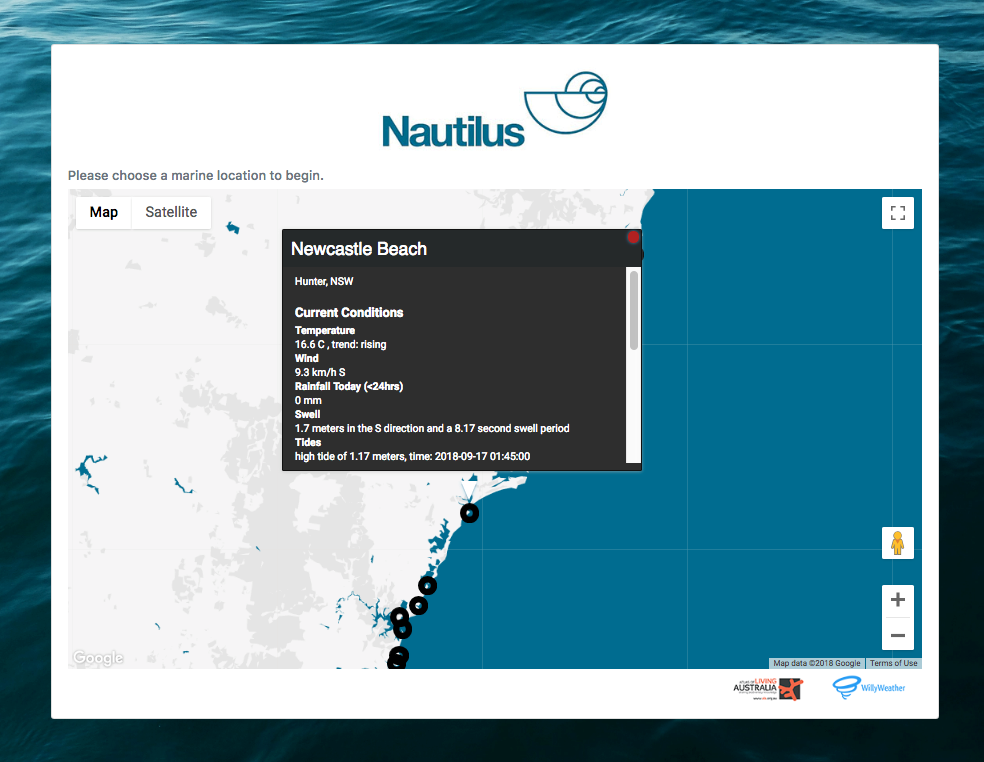 Nautilus
Please choose a marine location to begin.
Map Satellite
Newcastle Beach
Hunter, NSW
Current Conditions
Temperature
16.6 C , trend: rising
Wind
9.3 km/h S
Rainfall Today (<24hrs)
0 mm
Swell
1.7 meters in the S direction and a 8.17 second swell period
Tides
high tide of 1.17 meters, time: 2018-09-17 01:45:00
+
−
Google
Map data ©2018 Google Terms of Use
LIVING
AUSTRALIA
WillyWeather